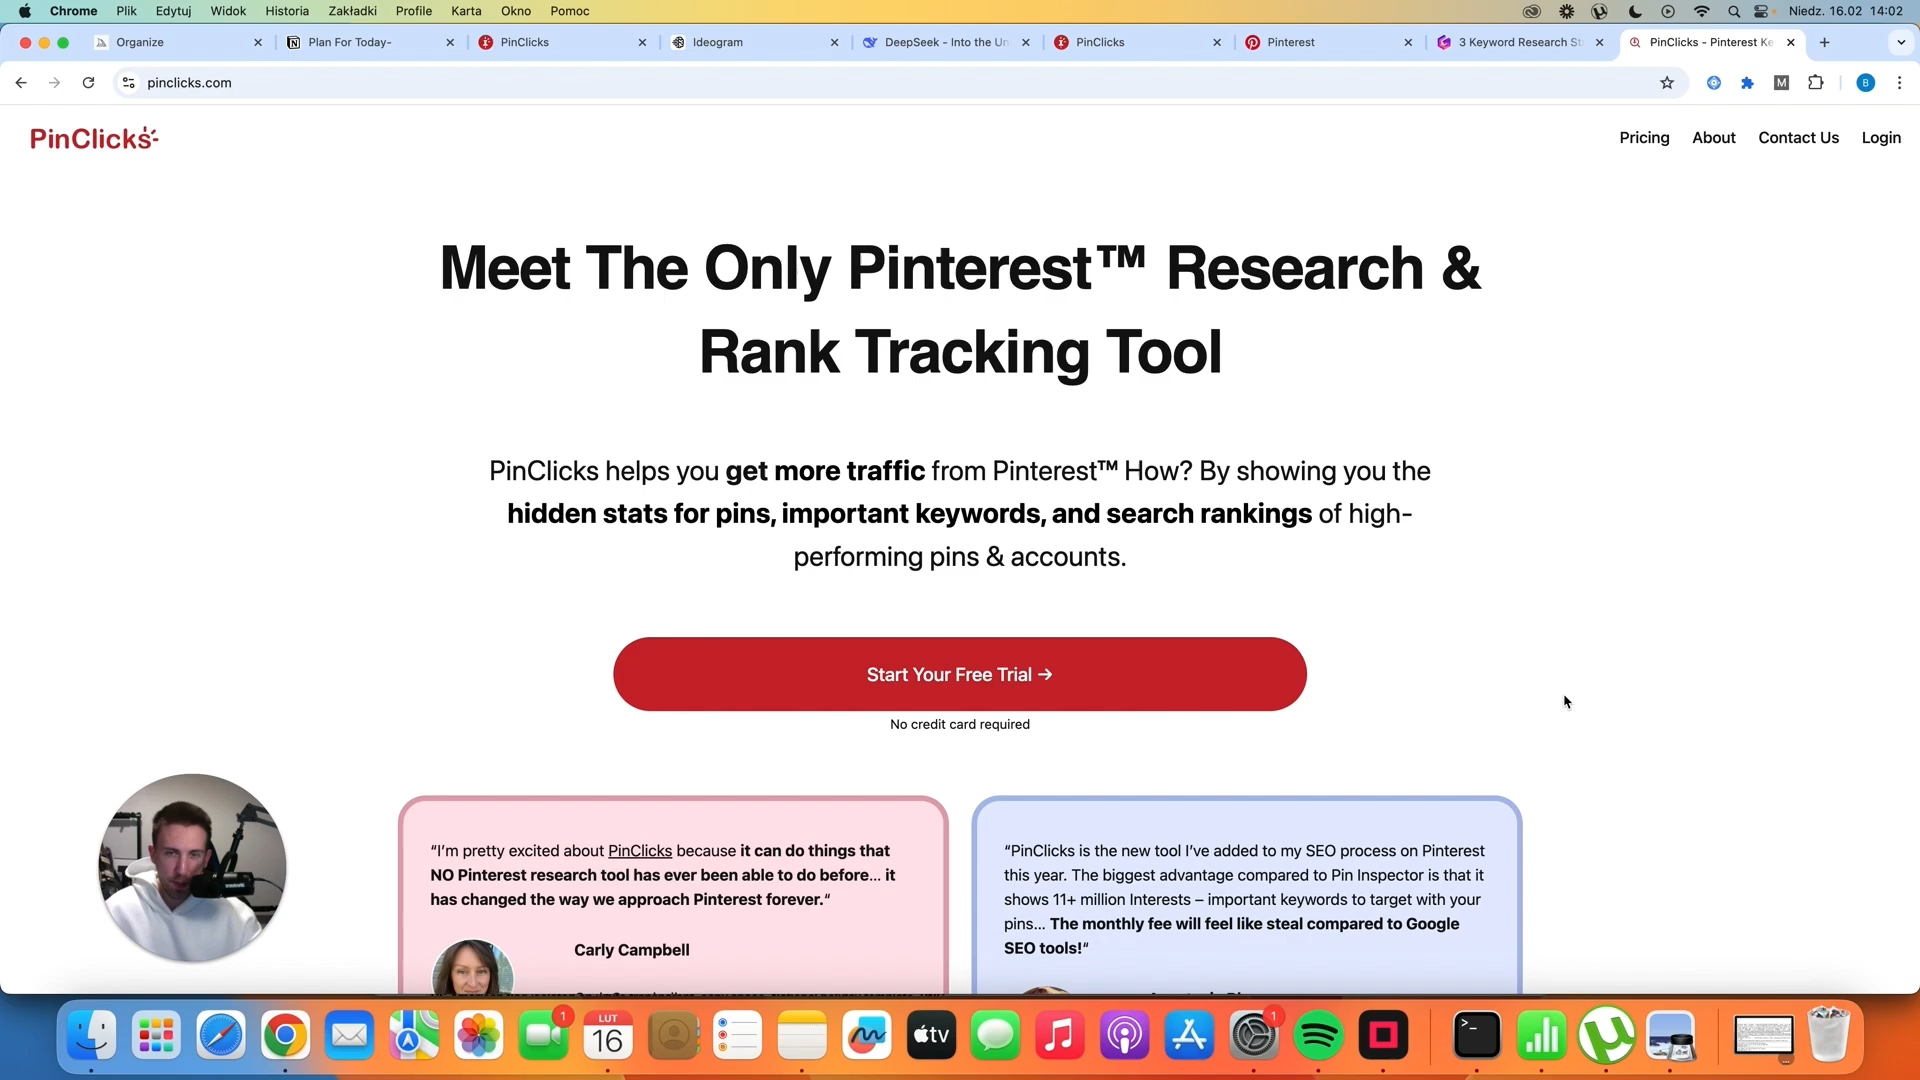 Chrome Plik Edytuj Widok Historia Zakładki Profile Karta Okno Pomoc Niedz. 16.02 14:02
Organize Plan For Today- PinClicks Ideogram DeepSeek - Into the Un PinClicks Pinterest 3 Keyword Research St PinClicks - Pinterest Ke
pinclicks.com
M
B
PinClicks
Pricing About Contact Us Login
Meet The Only Pinterest™ Research &
Rank Tracking Tool
PinClicks helps you get more traffic from Pinterest™ How? By showing you the
hidden stats for pins, important keywords, and search rankings of high-
performing pins & accounts.
Start Your Free Trial →
No credit card required
“I’m pretty excited about PinClicks because it can do things that
NO Pinterest research tool has ever been able to do before… it
has changed the way we approach Pinterest forever.“
Carly Campbell
“PinClicks is the new tool I’ve added to my SEO process on Pinterest
this year. The biggest advantage compared to Pin Inspector is that it
shows 11+ million Interests – important keywords to target with your
pins… The monthly fee will feel like steal compared to Google
SEO tools!“
1
LUT
16
tv
1